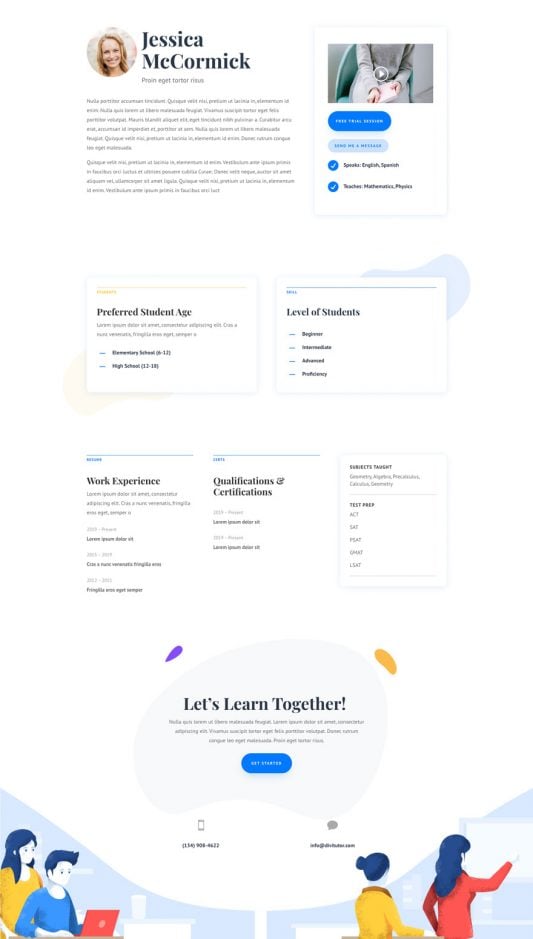 Jessica
McCormick
Proin eget tortor risus
Nulla porttitor accumsan tincidunt. Quisque velit nisi, pretium ut lacinia in, elementum id
enim. Nulla quis lorem ut libero malesuada feugiat. Vivamus suscipit tortor eget felis
porttitor volutpat. Mauris blandit aliquet elit, eget tincidunt nibh pulvinar a. Curabitur arcu
erat, accumsan id imperdiet et, porttitor at sem. Nulla quis lorem ut libero malesuada
feugiat. Quisque velit nisi, pretium ut lacinia in, elementum id enim. Donec rutrum congue
leo eget malesuada.
Quisque velit nisi, pretium ut lacinia in, elementum id enim. Vestibulum ante ipsum primis
in faucibus orci luctus et ultrices posuere cubilia Curae; Donec velit neque, auctor sit amet
aliquam vel, ullamcorper sit amet ligula. Quisque velit nisi, pretium ut lacinia in, elementum
id enim. Vestibulum ante ipsum primis in faucibus orci luct
FREE TRIAL SESSION
SEND ME A MESSAGE
Speaks: English, Spanish
Teaches: Mathematics, Physics
STUDENTS
Preferred Student Age
Lorem ipsum dolor sit amet, consectetur adipiscing elit. Cras a
nunc venenatis, fringilla eros eget, semper o
Elementary School (6-12)
High School (12-18)
SKILL
Level of Students
Beginner
Intermediate
Advanced
Proficiency
RESUME
Work Experience
Lorem ipsum dolor sit amet, consectetur
adipiscing elit. Cras a nunc venenatis, fringilla
eros eget, semper o
2019 – Present
Lorem ipsum dolor sit
2015 – 2019
Cras a nunc venenatis fringilla eros
2012 – 2011
Fringilla eros eget semper
CERTS
Qualifications &
Certifications
2019 – Present
Lorem ipsum dolor sit
2019 – Present
Lorem ipsum dolor sit
SUBJECTS TAUGHT
Geometry, Algebra, Precalculus,
Calculus, Geometry
TEST PREP
ACT
SAT
PSAT
GMAT
LSAT
Let's Learn Together!
Nulla quis lorem ut libero malesuada feugiat. Lorem ipsum dolor sit amet, consectetur
adipiscing elit. Vivamus suscipit tortor eget felis porttitor volutpat. Donec rutrum
congue leo eget malesuada. Proin eget tortor risus.
GET STARTED
(134) 908-4622
info@divitutor.com